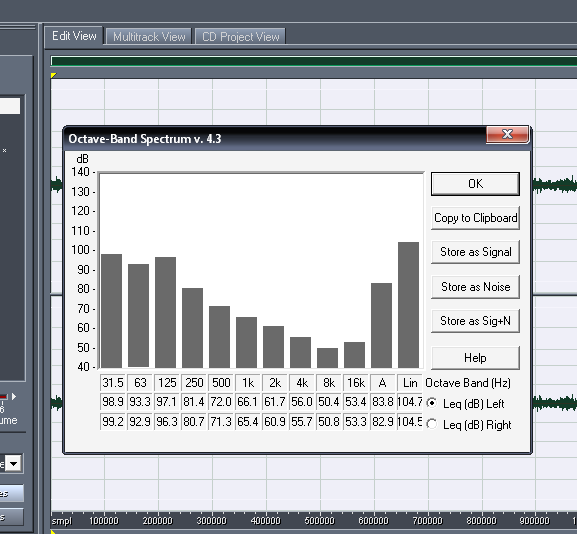 Edit View Multitrack View CD Project View
Octave-Band Spectrum v. 4.3
dB
140
130
120
110
100
90
80
70
60
50
40
OK
Copy to Clipboard
Store as Signal
Store as Noise
Store as Sig+N
Help
31.5 63 125 250 500 1k 2k 4k 8k 16k A Lin Octave Band (Hz)
98.9 93.3 97.1 81.4 72.0 66.1 61.7 56.0 50.4 53.4 83.8 104.7 Leq (dB) Left
99.2 92.9 96.3 80.7 71.3 65.4 60.9 55.7 50.8 53.3 82.9 104.5 Leq (dB) Right
smpl 100000 200000 300000 400000 500000 600000 700000 800000 900000